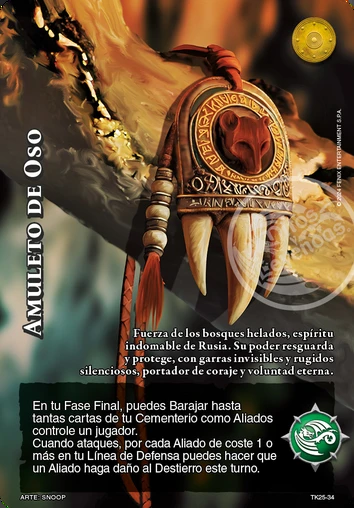 AMULETO DE OSO
© 2024 FENIX ENTERTAINMENT S.P.A.
Fuerza de los bosques helados, espíritu
indomable de Rusia. Su poder resguarda
y protege, con garras invisibles y rugidos
silenciosos, portador de coraje y voluntad eterna.
En tu Fase Final, puedes Barajar hasta
tantas cartas de tu Cementerio como Aliados
controle un jugador.
Cuando ataques, por cada Aliado de coste 1 o
más en tu Línea de Defensa puedes hacer que
un Aliado haga daño al Destierro este turno.
ARTE: SNOOP
TK25-34